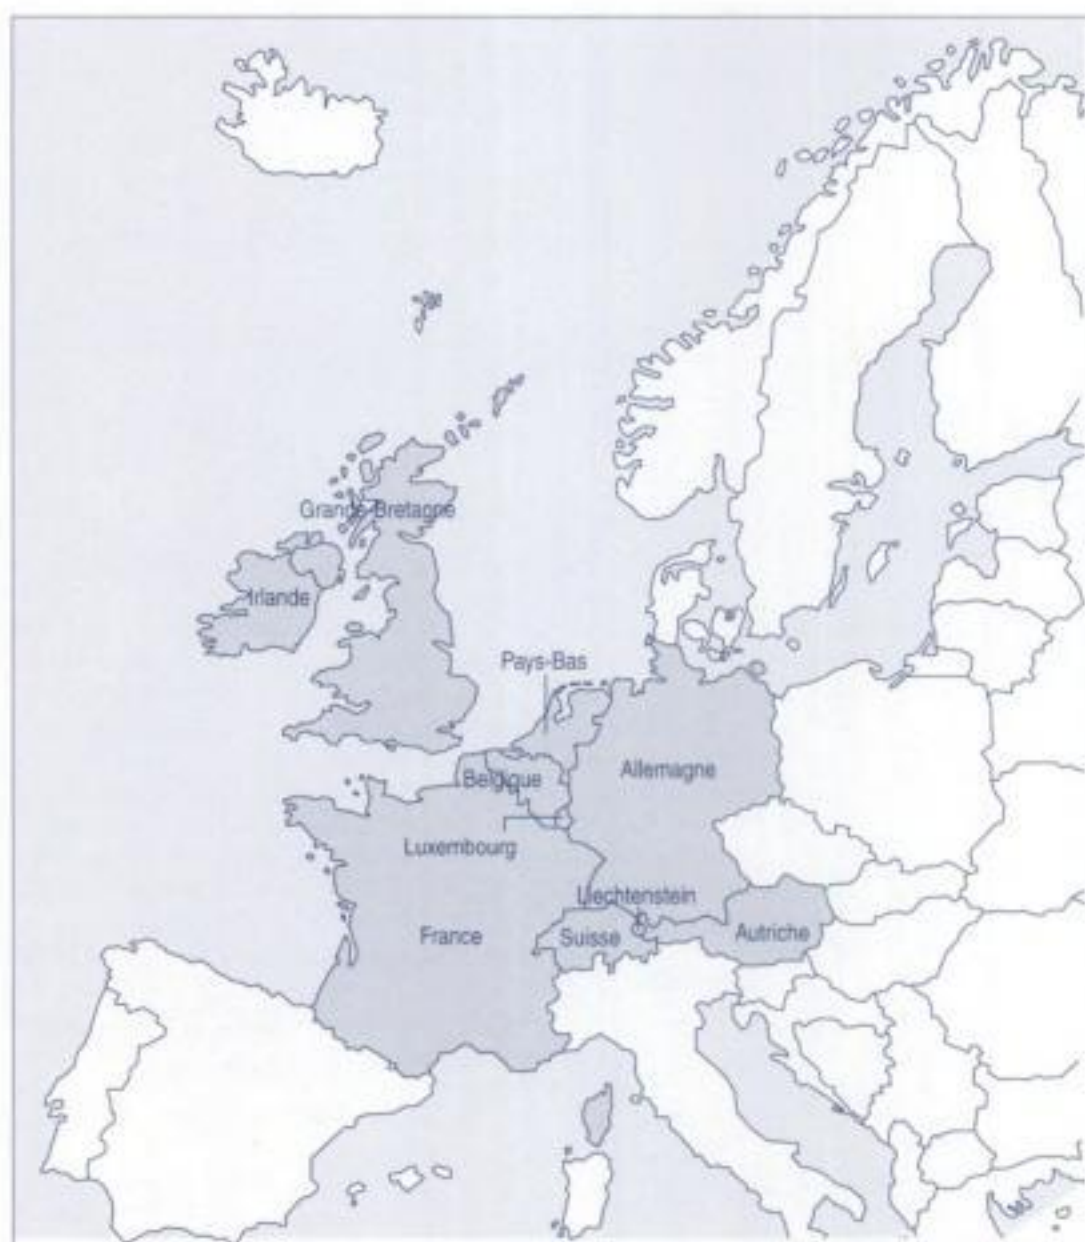 Grande-Bretagne
Irlande
Pays-Bas
Belgique
Allemagne
Luxembourg
Liechtenstein
France
Suisse
Autriche